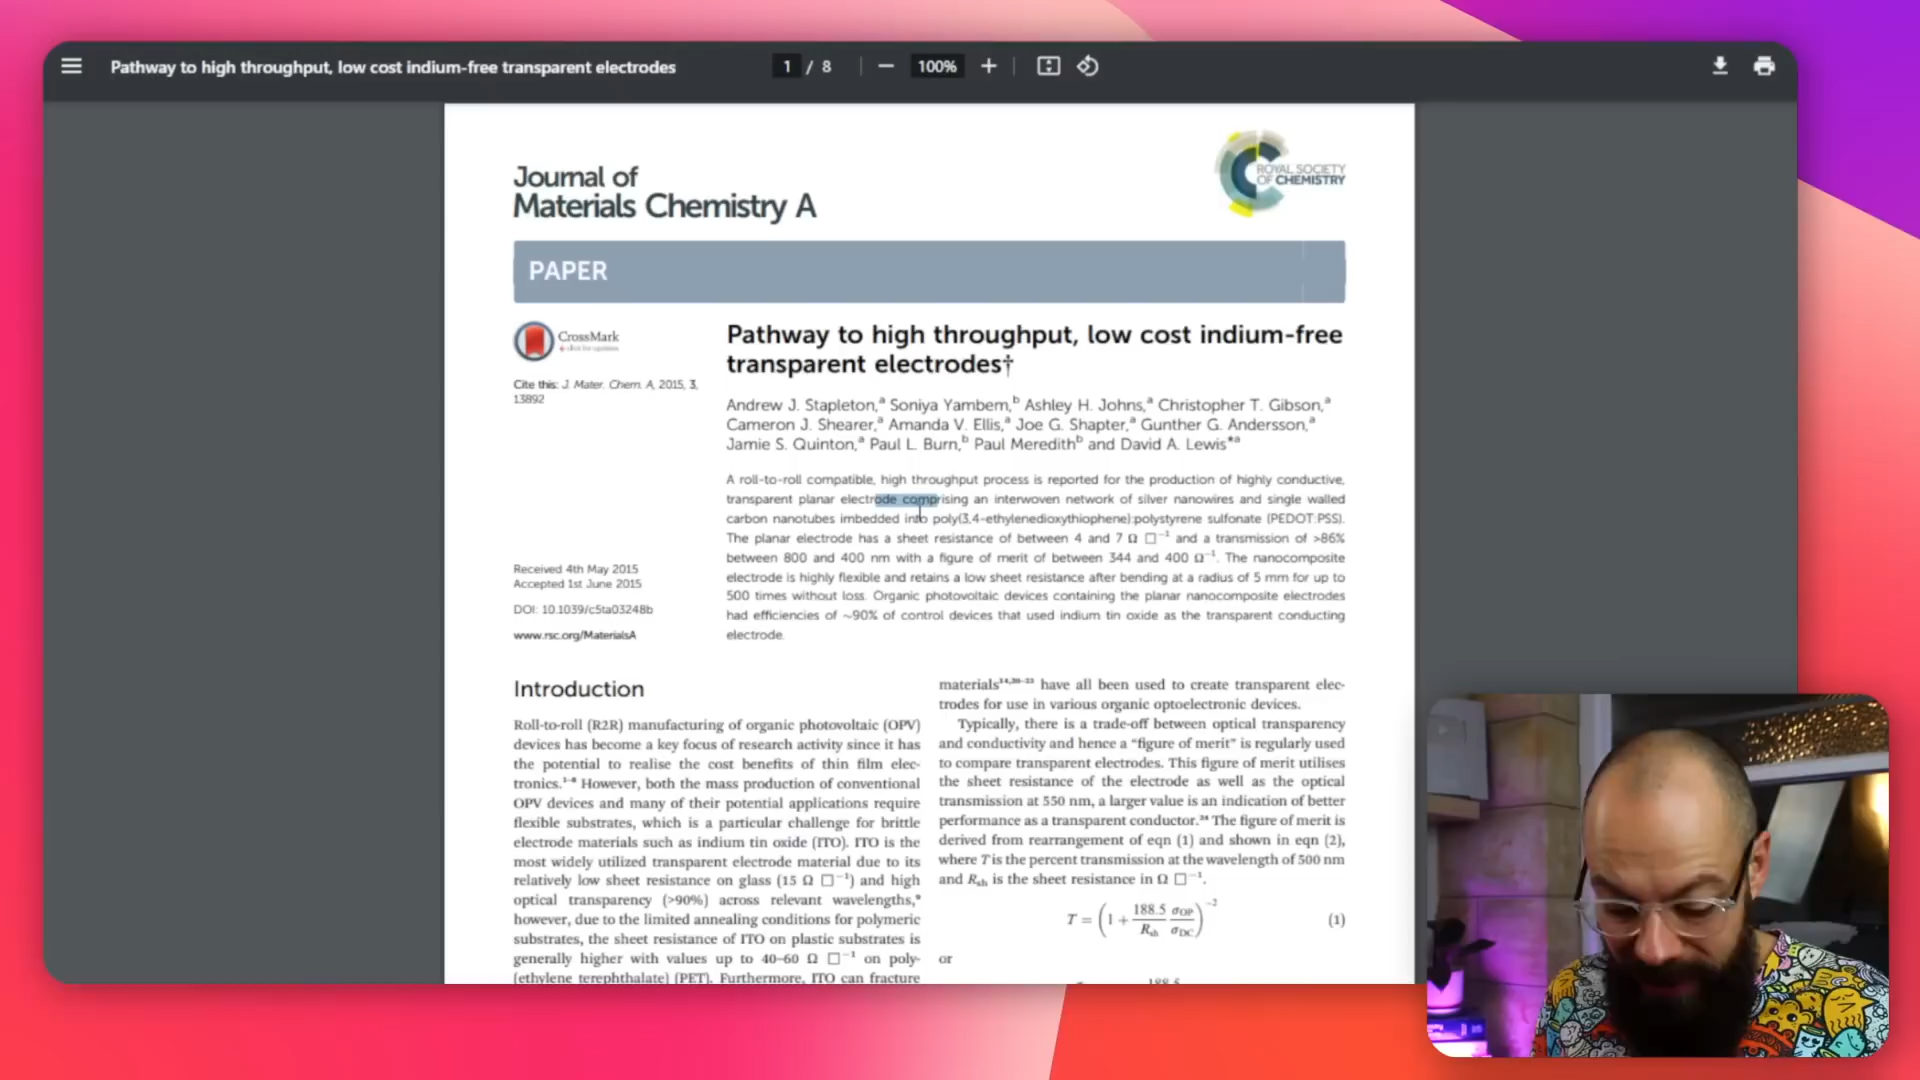 Pathway to high throughput, low cost indium-free transparent electrodes
1 / 8
100%
Journal of
Materials Chemistry A
ROYAL SOCIETY
OF CHEMISTRY
PAPER
CrossMark
Cite this: J. Mater. Chem. A, 2015, 3,
13892
Received 4th May 2015
Accepted 1st June 2015
DOI: 10.1039/c5ta03248b
www.rsc.org/MaterialsA
Pathway to high throughput, low cost indium-free
transparent electrodes†
Andrew J. Stapleton,ᵃ Soniya Yambem,ᵇ Ashley H. Johns,ᵃ Christopher T. Gibson,ᵃ
Cameron J. Shearer,ᵃ Amanda V. Ellis,ᵃ Joe G. Shapter,ᵃ Gunther G. Andersson,ᵃ
Jamie S. Quinton,ᵃ Paul L. Burn,ᵇ Paul Meredithᵇ and David A. Lewis*ᵃ
A roll-to-roll compatible, high throughput process is reported for the production of highly conductive,
transparent planar electrode comprising an interwoven network of silver nanowires and single walled
carbon nanotubes imbedded into poly(3,4-ethylenedioxythiophene):polystyrene sulfonate (PEDOT:PSS).
The planar electrode has a sheet resistance of between 4 and 7 Ω □⁻¹ and a transmission of >86%
between 800 and 400 nm with a figure of merit of between 344 and 400 Ω⁻¹. The nanocomposite
electrode is highly flexible and retains a low sheet resistance after bending at a radius of 5 mm for up to
500 times without loss. Organic photovoltaic devices containing the planar nanocomposite electrodes
had efficiencies of ~90% of control devices that used indium tin oxide as the transparent conducting
electrode.
Introduction
Roll-to-roll (R2R) manufacturing of organic photovoltaic (OPV)
devices has become a key focus of research activity since it has
the potential to realise the cost benefits of thin film elec-
tronics. However, both the mass production of conventional
OPV devices and many of their potential applications require
flexible substrates, which is a particular challenge for brittle
electrode materials such as indium tin oxide (ITO). ITO is the
most widely utilized transparent electrode material due to its
relatively low sheet resistance on glass (15 Ω □⁻¹) and high
optical transparency (>90%) across relevant wavelengths,
however, due to the limited annealing conditions for polymeric
substrates, the sheet resistance of ITO on plastic substrates is
generally higher with values up to 40–60 Ω □⁻¹ on poly-
(ethylene terephthalate) (PET). Furthermore, ITO can fracture
materials have all been used to create transparent elec-
trodes for use in various organic optoelectronic devices.
Typically, there is a trade-off between optical transparency
and conductivity and hence a "figure of merit" is regularly used
to compare transparent electrodes. This figure of merit utilises
the sheet resistance of the electrode as well as the optical
transmission at 550 nm, a larger value is an indication of better
performance as a transparent conductor. The figure of merit is
derived from rearrangement of eqn (1) and shown in eqn (2),
where T is the percent transmission at the wavelength of 500 nm
and Rsh is the sheet resistance in Ω □⁻¹.
T = (1 + 188.5/Rsh σOP/σDC)⁻² (1)
or
188.5